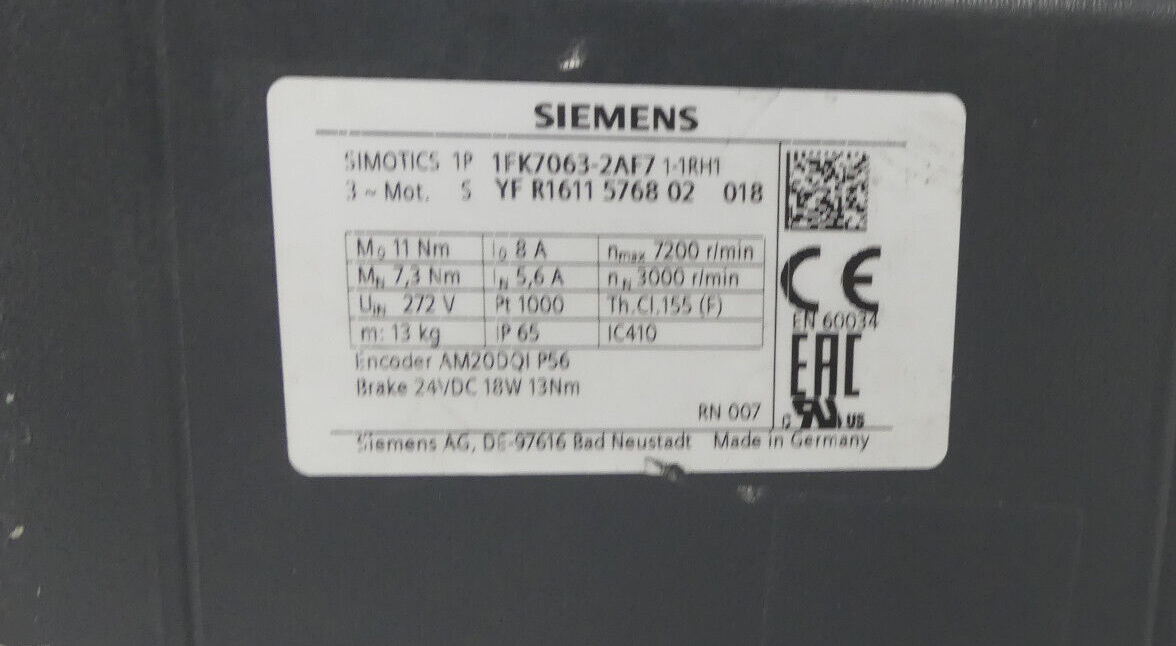 SIEMENS
SIMOTICS 1P 1FK7063-2AF7 1-1RH1
3 ~ Mot. S YF R1611 5768 02 018
M0 11 Nm I0 8 A nmax 7200 r/min
MN 7,3 Nm IN 5,6 A nN 3000 r/min
UIN 272 V Pt 1000 Th.Cl.155 (F)
m: 13 kg IP 65 IC410
Encoder AM20DQI P56
Brake 24VDC 18W 13Nm
RN 007
CE
EN 60034
EAC
c RU US
Siemens AG, DE-97616 Bad Neustadt Made in Germany